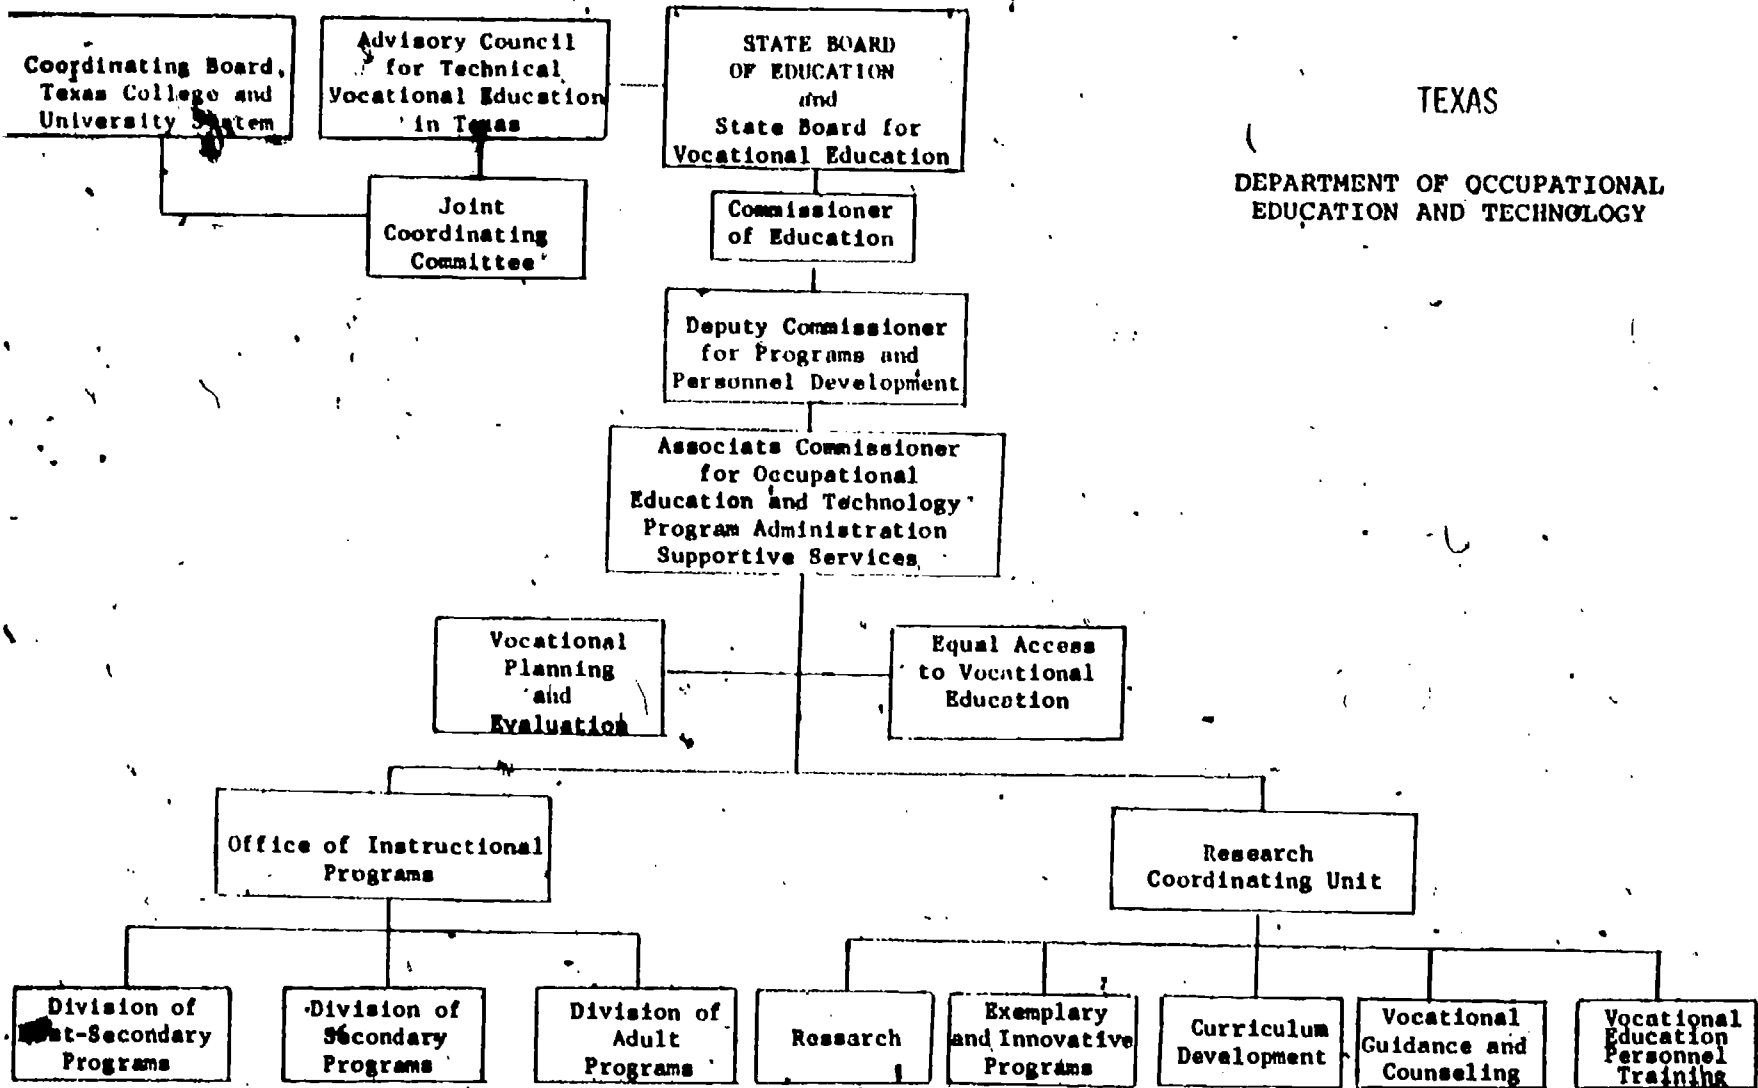 Coordinating Board,
Texas College and
University System
Advisory Council
for Technical
Vocational Education
in Texas
STATE BOARD
OF EDUCATION
and
State Board for
Vocational Education
TEXAS
DEPARTMENT OF OCCUPATIONAL
EDUCATION AND TECHNOLOGY
Joint
Coordinating
Committee
Commissioner
of Education
Deputy Commissioner
for Programs and
Personnel Development
Associate Commissioner
for Occupational
Education and Technology
Program Administration
Supportive Services
Vocational
Planning
and
Evaluation
Equal Access
to Vocational
Education
Office of Instructional
Programs
Research
Coordinating Unit
Division of
Post-Secondary
Programs
Division of
Secondary
Programs
Division of
Adult
Programs
Research
Exemplary
and Innovative
Programs
Curriculum
Development
Vocational
Guidance and
Counseling
Vocational
Education
Personnel
Training